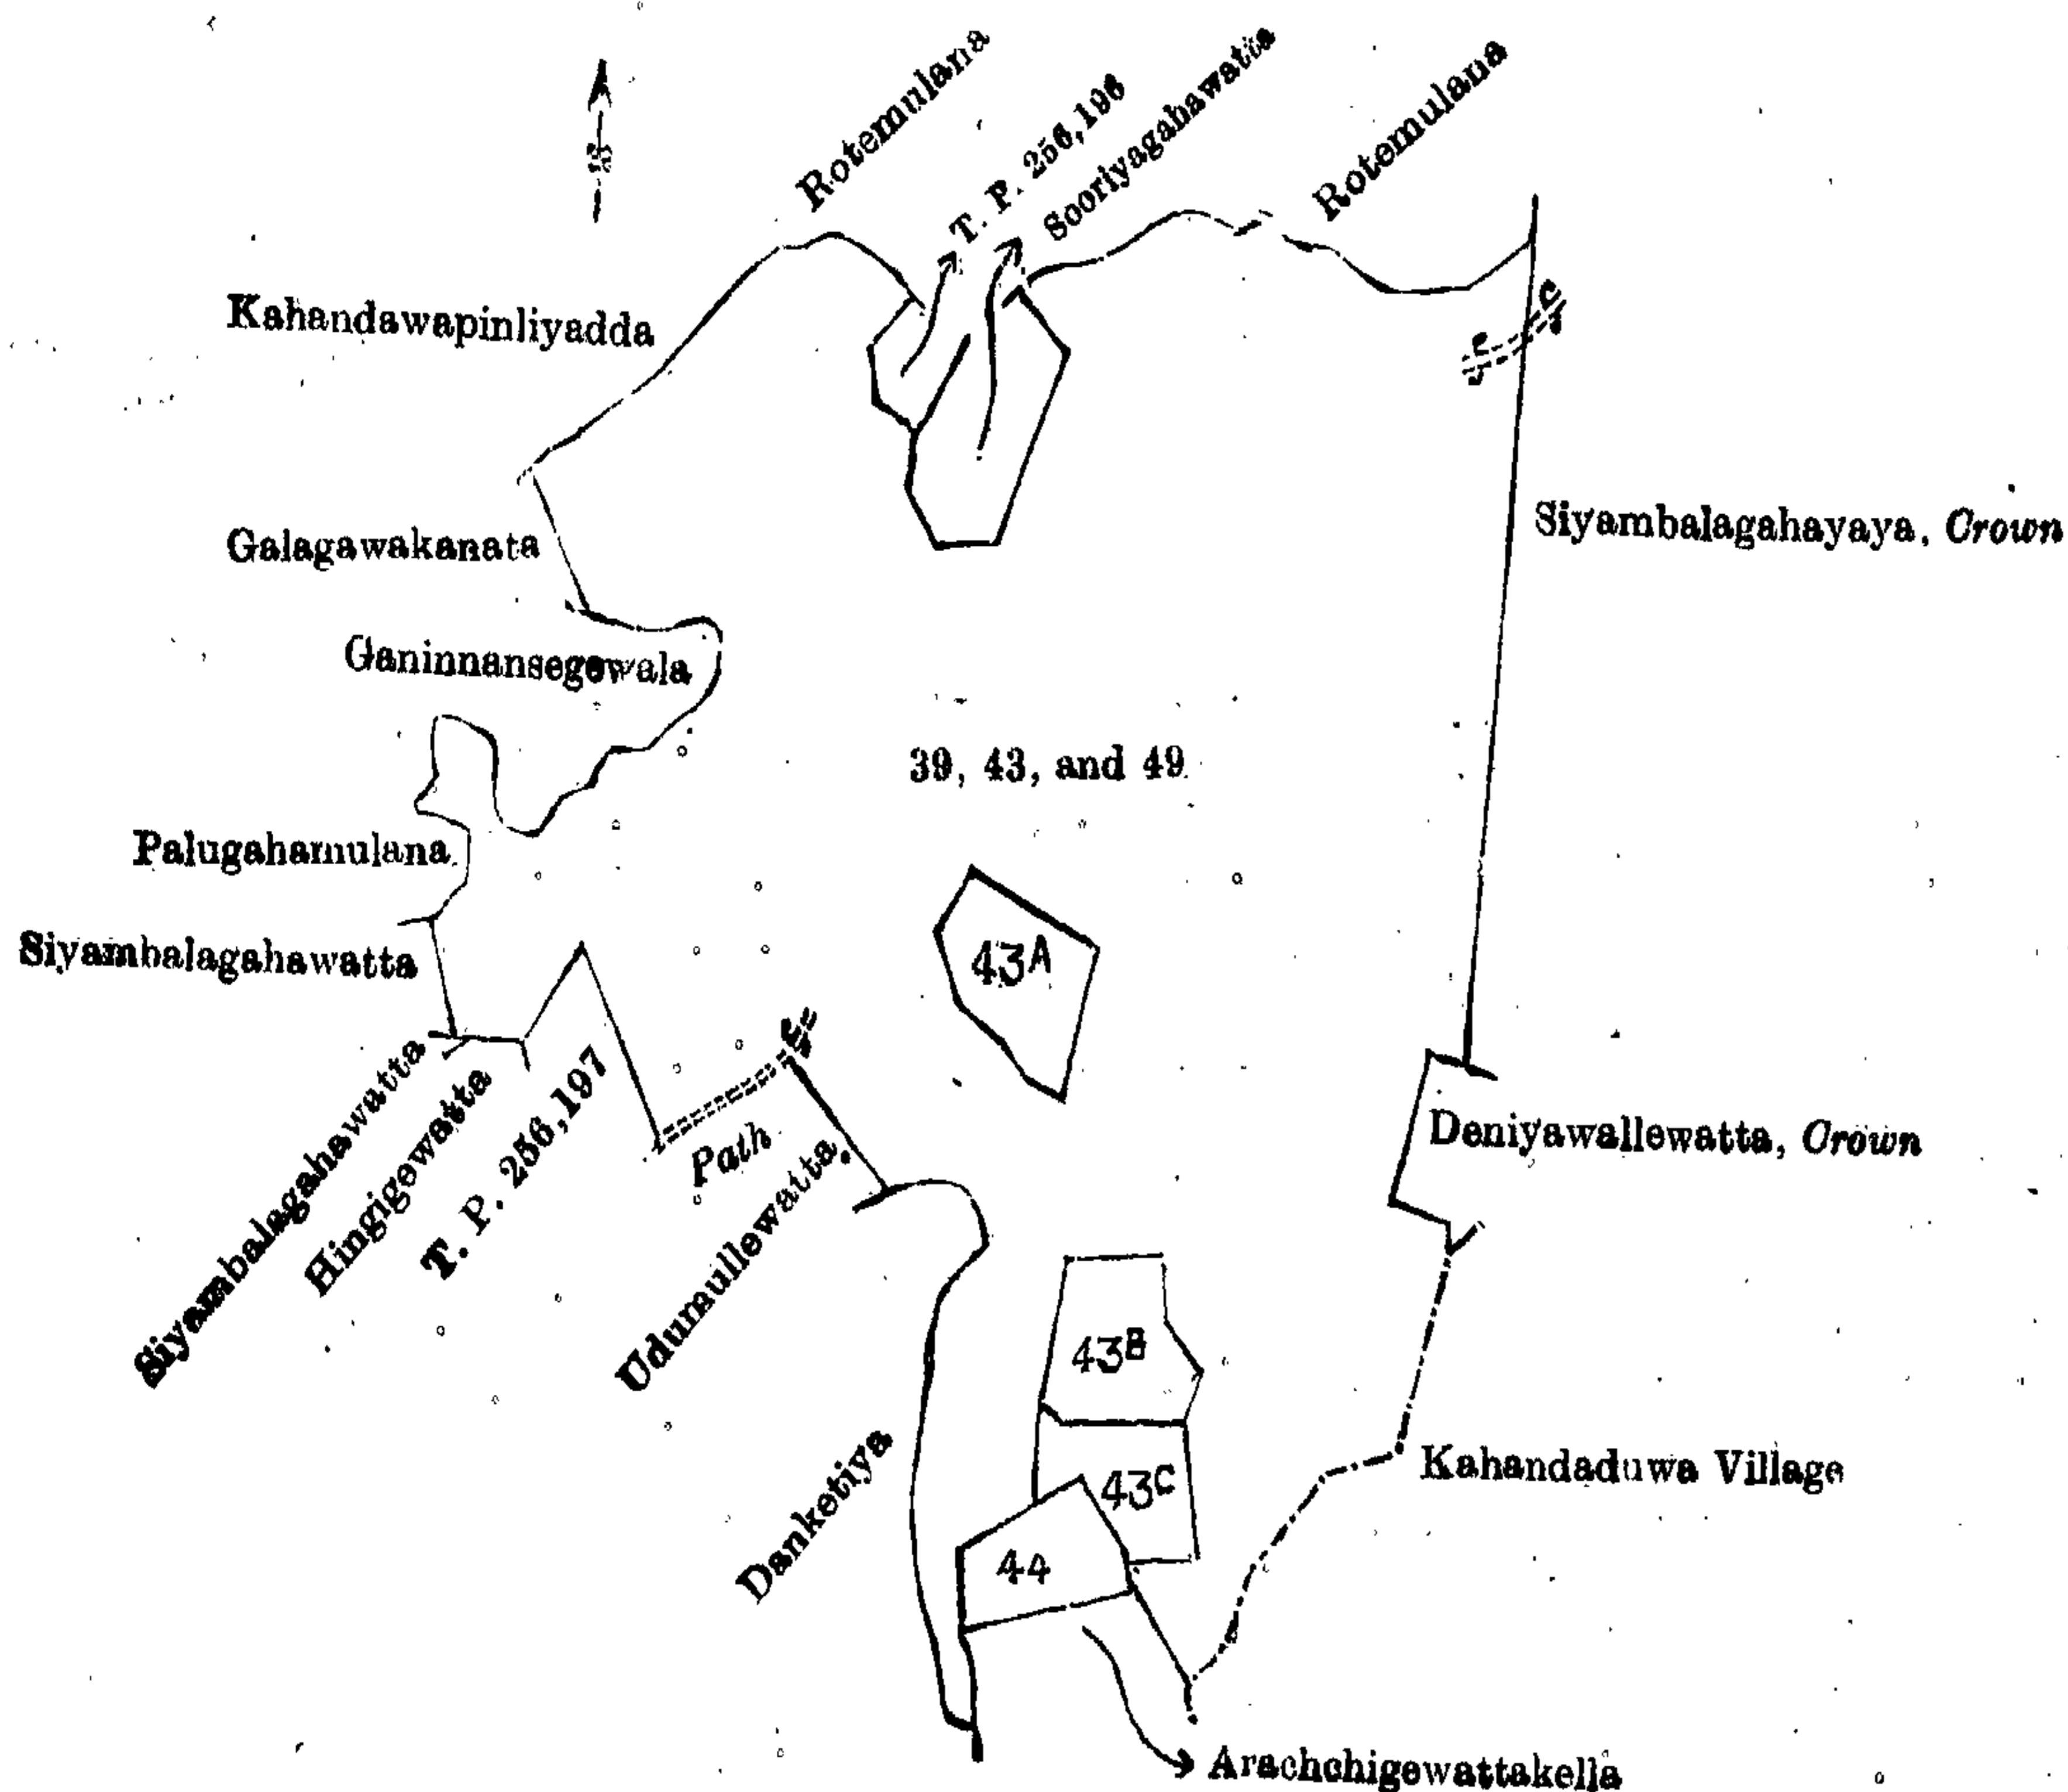 Rotemulana
T. P. 256,196
Sooriyagahawatta
Rotemulana
Kahandawapinliyadda
Siyambalagahayaya, Crown
Galagawakanata
Ganinnansegewala
39, 43, and 49
Palugahamulana
43A
Siyambalagahawatta
Siyambalagahawatta
Hingigewatta
T. P. 256,197
Path
Udumullewatta
Deniyawallewatta, Crown
43B
Danketiya
43C
Kahandaduwa Village
44
Arachchigewattakella